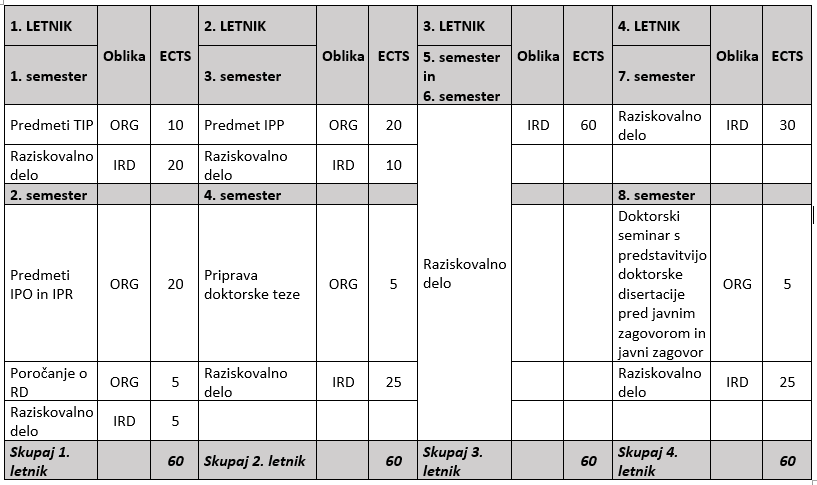 1. LETNIK Oblika ECTS 2. LETNIK Oblika ECTS 3. LETNIK Oblika ECTS 4. LETNIK Oblika ECTS
1. semester 3. semester 5. semester 7. semester
in
6. semester
Predmeti TIP ORG 10 Predmet IPP ORG 20 Raziskovalno IRD 60 Raziskovalno IRD 30
delo delo
Raziskovalno IRD 20 Raziskovalno IRD 10
delo delo
2. semester 4. semester 8. semester
Predmeti ORG 20 Priprava ORG 5 Doktorski ORG 5
IPO in IPR doktorske teze seminar s
predstavitvijo
doktorske
disertacije
pred javnim
zagovorom in
javni zagovor
Poročanje o ORG 5 Raziskovalno IRD 25 Raziskovalno IRD 25
RD delo delo
Raziskovalno IRD 5
delo
Skupaj 1. 60 Skupaj 2. letnik 60 Skupaj 3. 60 Skupaj 4. 60
letnik letnik letnik